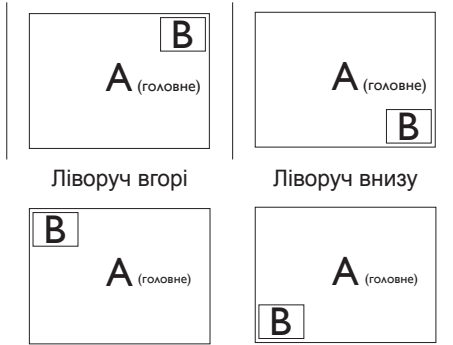 B
A (головне)
A (головне)
B
Ліворуч вгорі
Ліворуч внизу
B
A (головне)
A (головне)
B